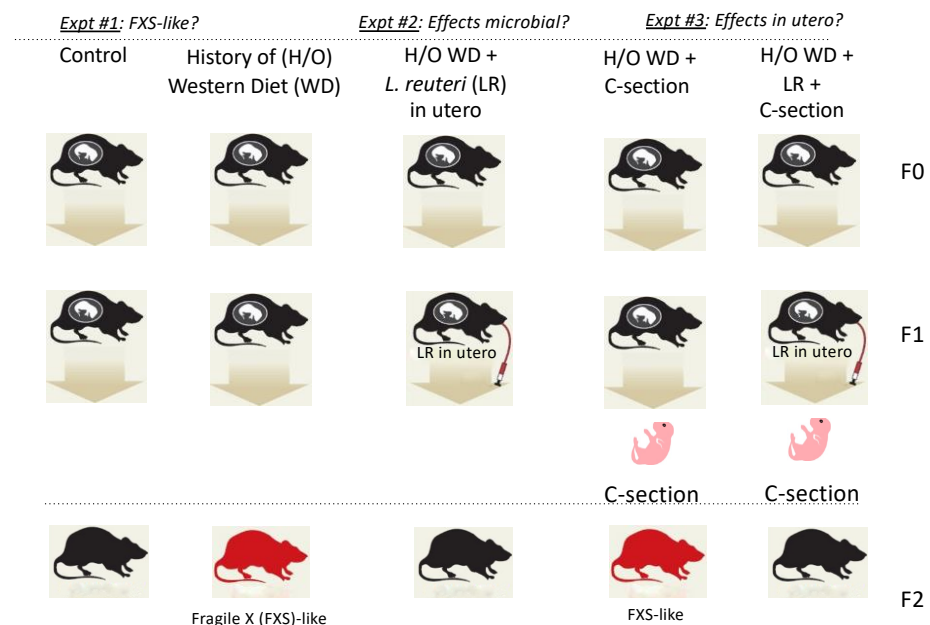 Expt #1: FXS-like?
Expt #2: Effects microbial?
Expt #3: Effects in utero?
Control
History of (H/O)
Western Diet (WD)
H/O WD +
L. reuteri (LR)
in utero
H/O WD +
C-section
H/O WD +
LR +
C-section
F0
LR in utero
LR in utero
F1
C-section
C-section
Fragile X (FXS)-like
FXS-like
F2